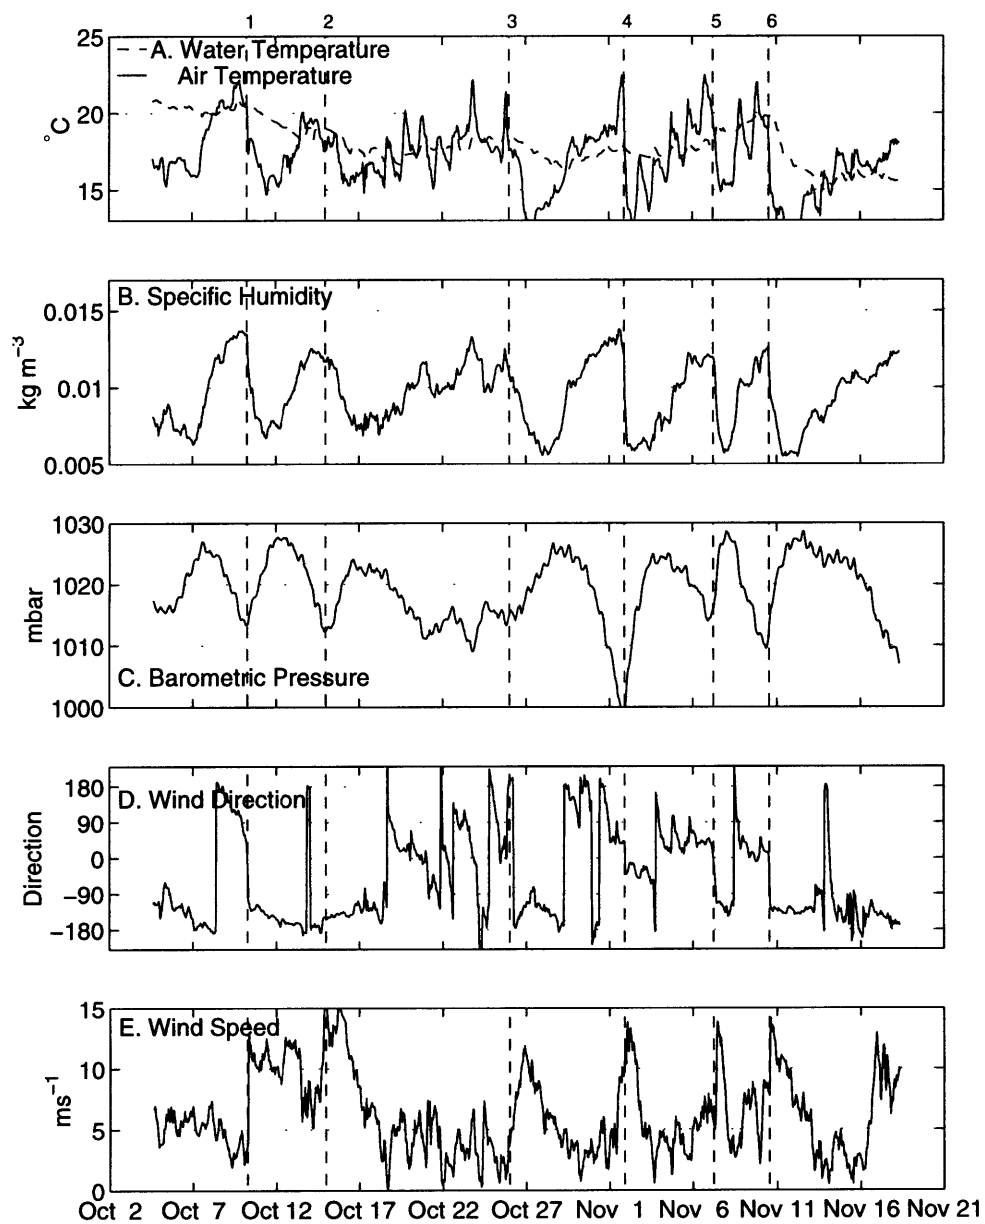 1 2 3 4 5 6
25
20
15
°C
A. Water Temperature
Air Temperature
B. Specific Humidity
0.015
0.01
0.005
kg m⁻³
1030
1020
1010
1000
mbar
C. Barometric Pressure
D. Wind Direction
180
90
0
−90
−180
Direction
E. Wind Speed
15
10
5
0
ms⁻¹
Oct 2 Oct 7 Oct 12 Oct 17 Oct 22 Oct 27 Nov 1 Nov 6 Nov 11 Nov 16 Nov 21